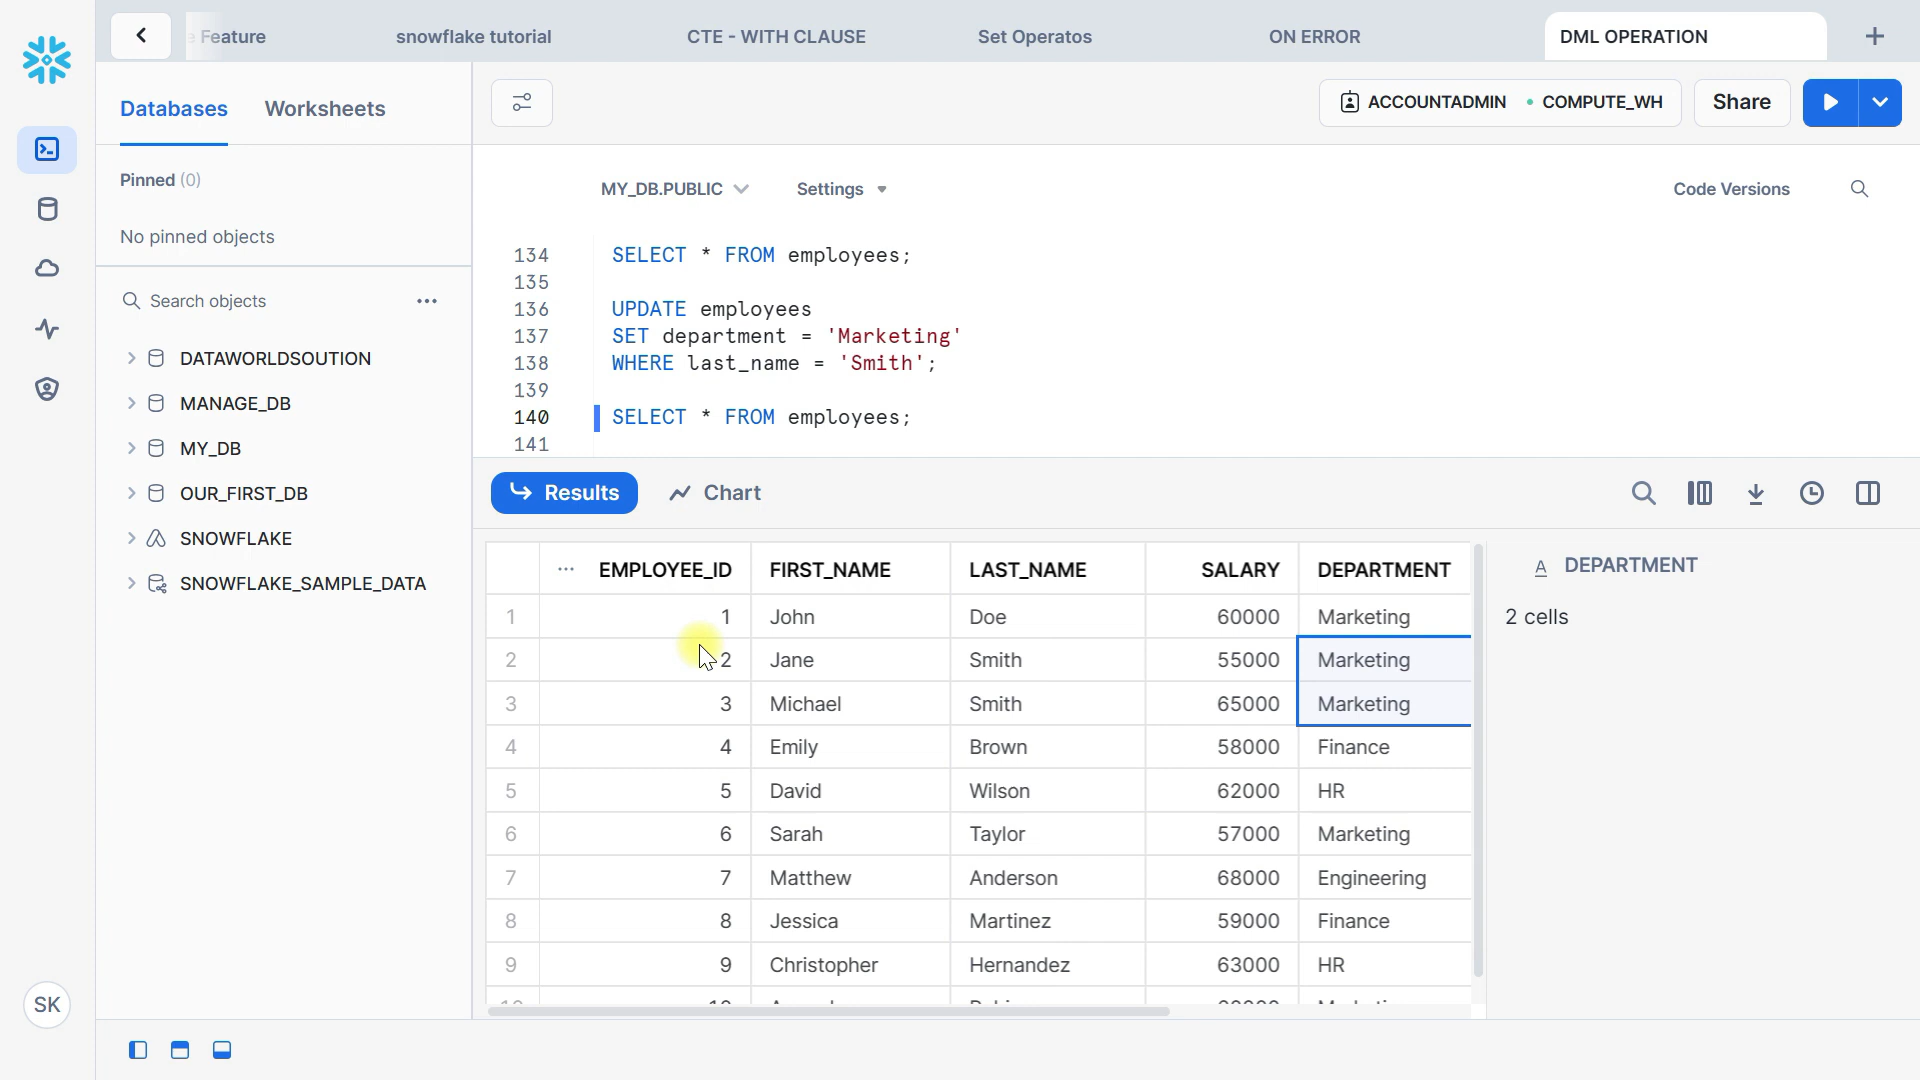 Feature
snowflake tutorial
CTE - WITH CLAUSE
Set Operatos
ON ERROR
DML OPERATION
Databases
Worksheets
ACCOUNTADMIN
COMPUTE_WH
Share
Pinned (0)
No pinned objects
Search objects
DATAWORLDSOUTION
MANAGE_DB
MY_DB
OUR_FIRST_DB
SNOWFLAKE
SNOWFLAKE_SAMPLE_DATA
SK
MY_DB.PUBLIC
Settings
Code Versions
134 SELECT * FROM employees;
135
136 UPDATE employees
137 SET department = 'Marketing'
138 WHERE last_name = 'Smith';
139
140 SELECT * FROM employees;
141
Results
Chart
... EMPLOYEE_ID FIRST_NAME LAST_NAME SALARY DEPARTMENT
1 1 John Doe 60000 Marketing
2 2 Jane Smith 55000 Marketing
3 3 Michael Smith 65000 Marketing
4 4 Emily Brown 58000 Finance
5 5 David Wilson 62000 HR
6 6 Sarah Taylor 57000 Marketing
7 7 Matthew Anderson 68000 Engineering
8 8 Jessica Martinez 59000 Finance
9 9 Christopher Hernandez 63000 HR
A DEPARTMENT
2 cells